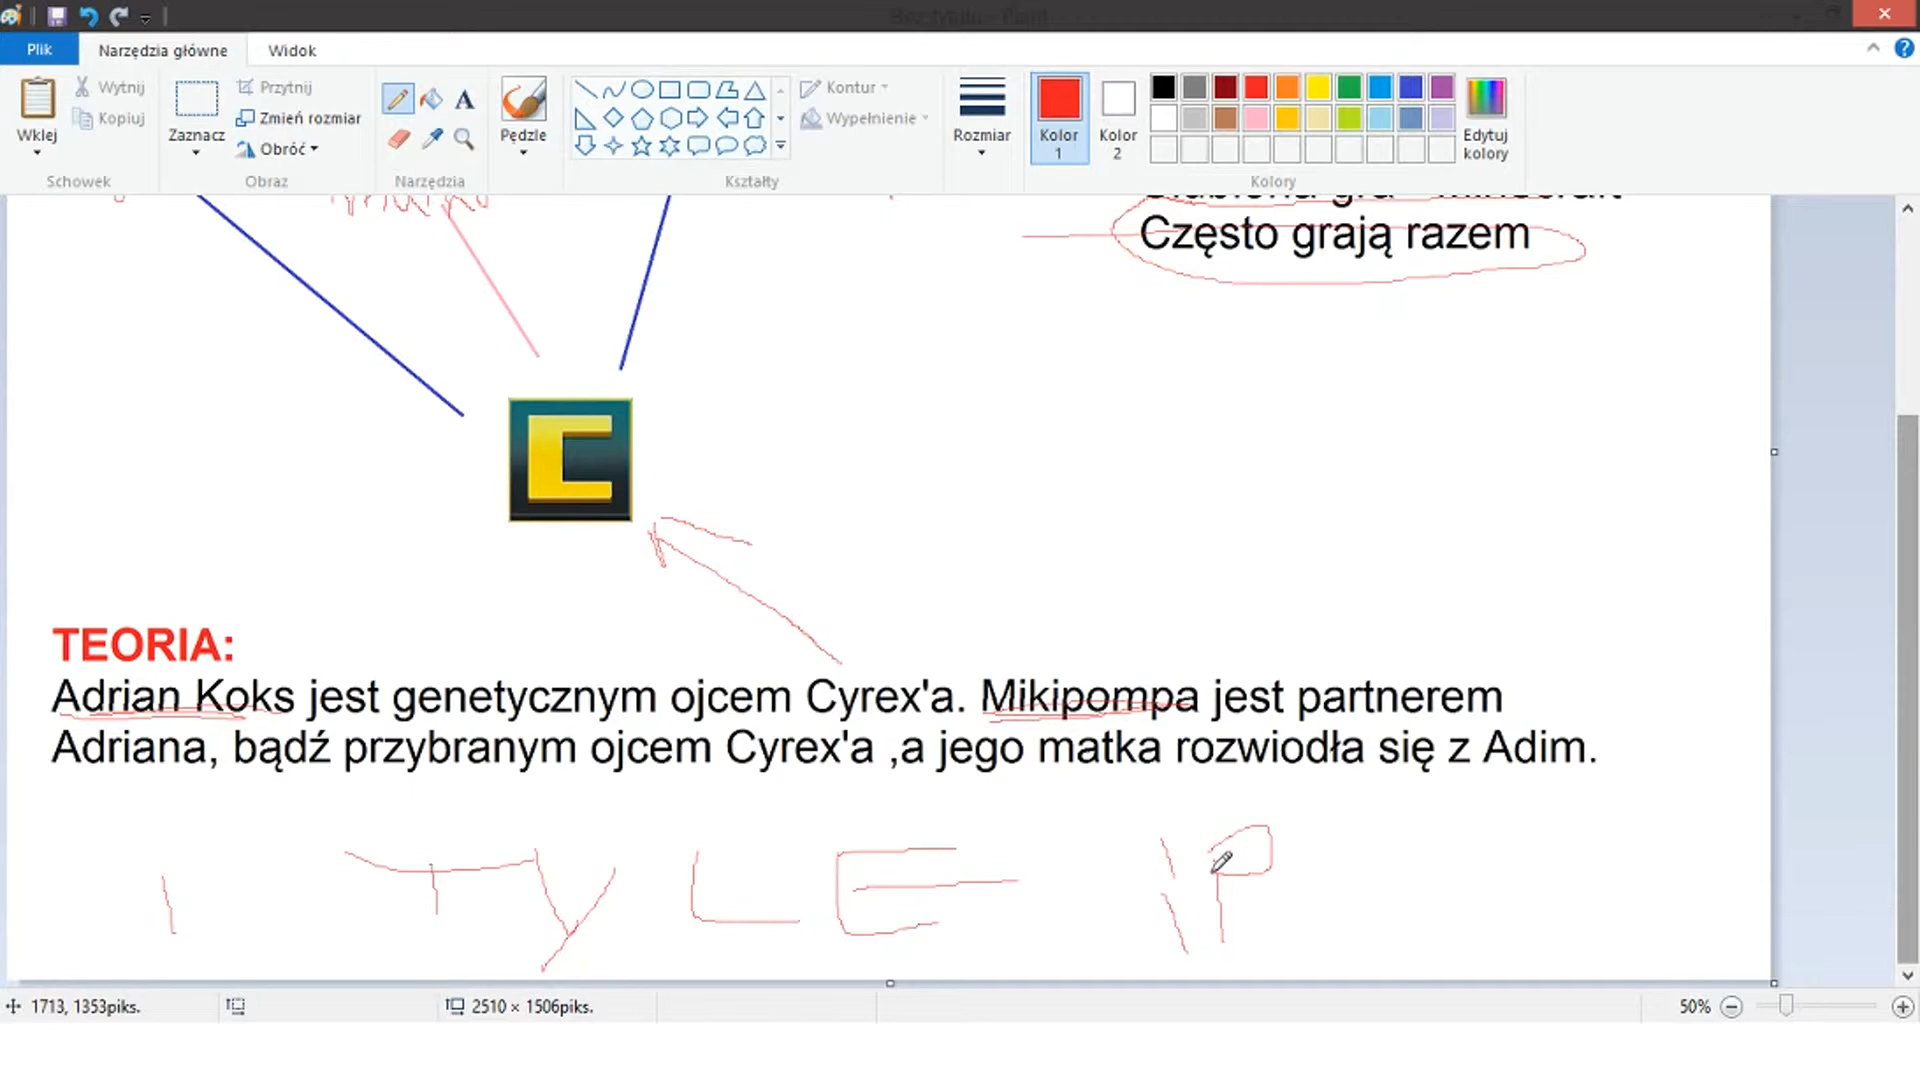 Plik Narzędzia główne Widok
Wklej
Wytnij
Kopiuj
Schowek
Zaznacz
Przytnij
Zmień rozmiar
Obróć
Obraz
A
Narzędzia
Pędzle
Kształty
Kontur
Wypełnienie
Rozmiar
Kolor 1
Kolor 2
Edytuj kolory
Kolory
Często grają razem
C
TEORIA:
Adrian Koks jest genetycznym ojcem Cyrex'a. Mikipompa jest partnerem
Adriana, bądź przybranym ojcem Cyrex'a ,a jego matka rozwiodła się z Adim.
I TYLE
1713, 1353piks. 2510 × 1506piks. 50%